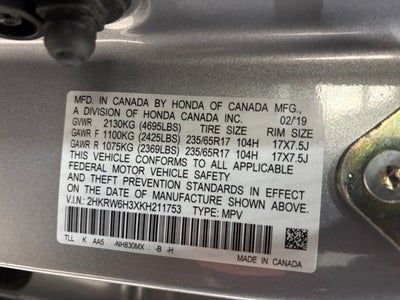 MFD. IN CANADA BY HONDA OF CANADA MFG.,
A DIVISION OF HONDA CANADA INC. 02/19
GVWR 2130KG (4695LBS) TIRE SIZE RIM SIZE
GAWR F 1100KG (2425LBS) 235/65R17 104H 17X7.5J
GAWR R 1075KG (2369LBS) 235/65R17 104H 17X7.5J
THIS VEHICLE CONFORMS TO ALL APPLICABLE
FEDERAL MOTOR VEHICLE SAFETY, BUMPER,
AND THEFT PREVENTION STANDARDS IN EFFECT
ON THE DATE OF MANUFACTURE SHOWN ABOVE.
V.I.N.: 2HKRW6H3XKH211753 TYPE: MPV
TLL K AA5 -NH830MX -B -H
MADE IN CANADA